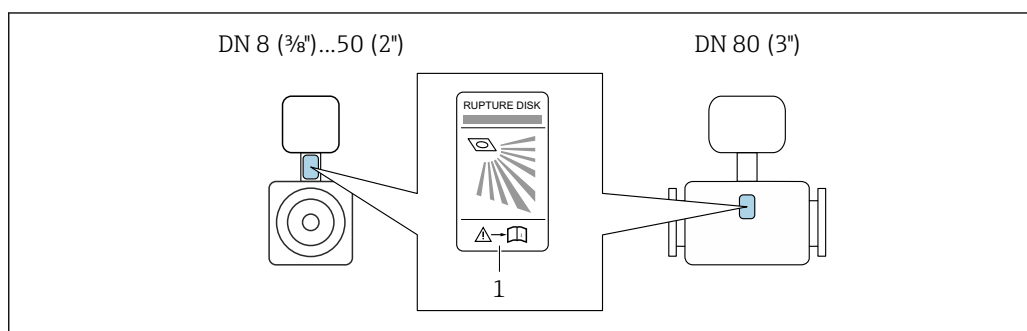 DN 8 (⅜")...50 (2")
DN 80 (3")
RUPTURE DISK
i
1